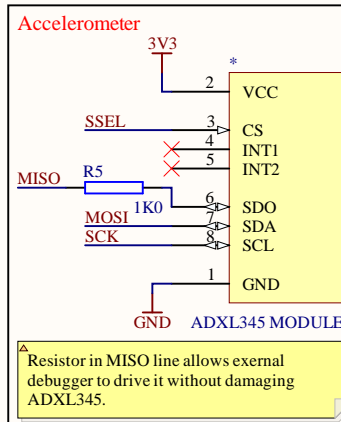 Accelerometer
3V3
*
2 VCC
SSEL 3 CS
4 INT1
5 INT2
MISO R5 1K0 6 SDO
MOSI 7 SDA
SCK 8 SCL
1 GND
GND ADXL345 MODULE
Resistor in MISO line allows exernal
debugger to drive it without damaging
ADXL345.